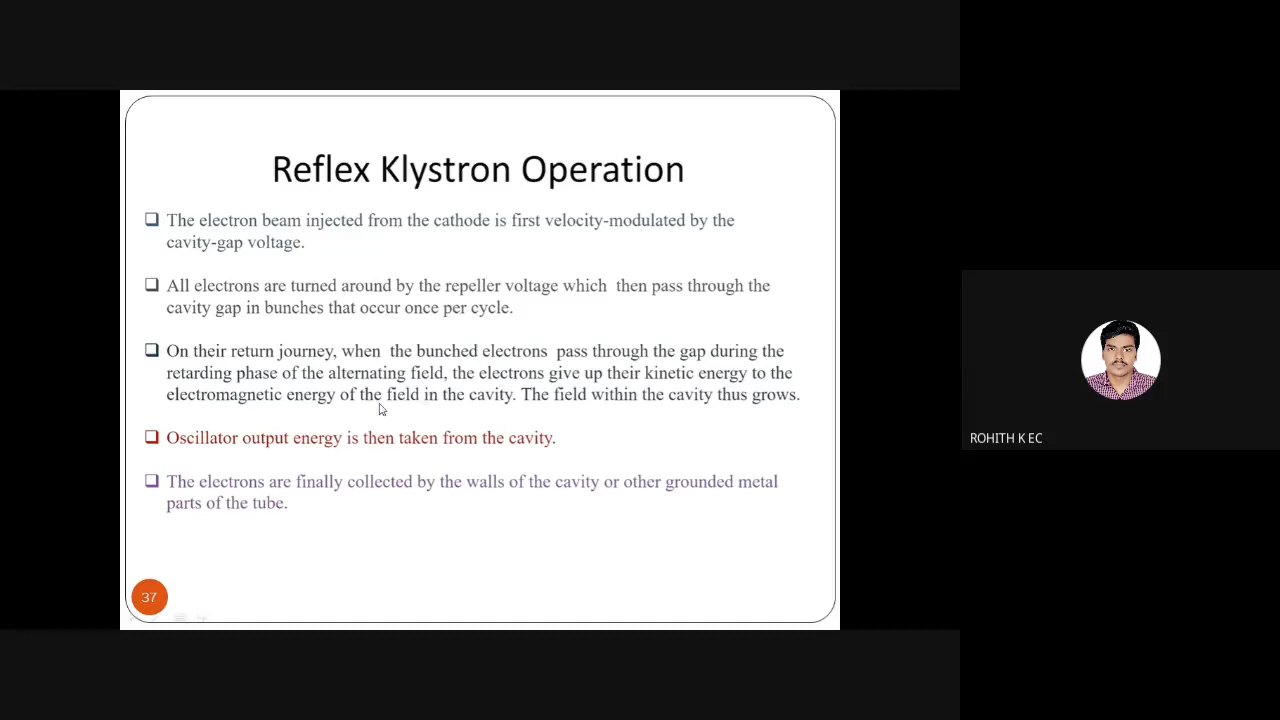 Reflex Klystron Operation
The electron beam injected from the cathode is first velocity-modulated by the
cavity-gap voltage.
All electrons are turned around by the repeller voltage which then pass through the
cavity gap in bunches that occur once per cycle.
On their return journey, when the bunched electrons pass through the gap during the
retarding phase of the alternating field, the electrons give up their kinetic energy to the
electromagnetic energy of the field in the cavity. The field within the cavity thus grows.
Oscillator output energy is then taken from the cavity.
The electrons are finally collected by the walls of the cavity or other grounded metal
parts of the tube.
37
ROHITH K EC